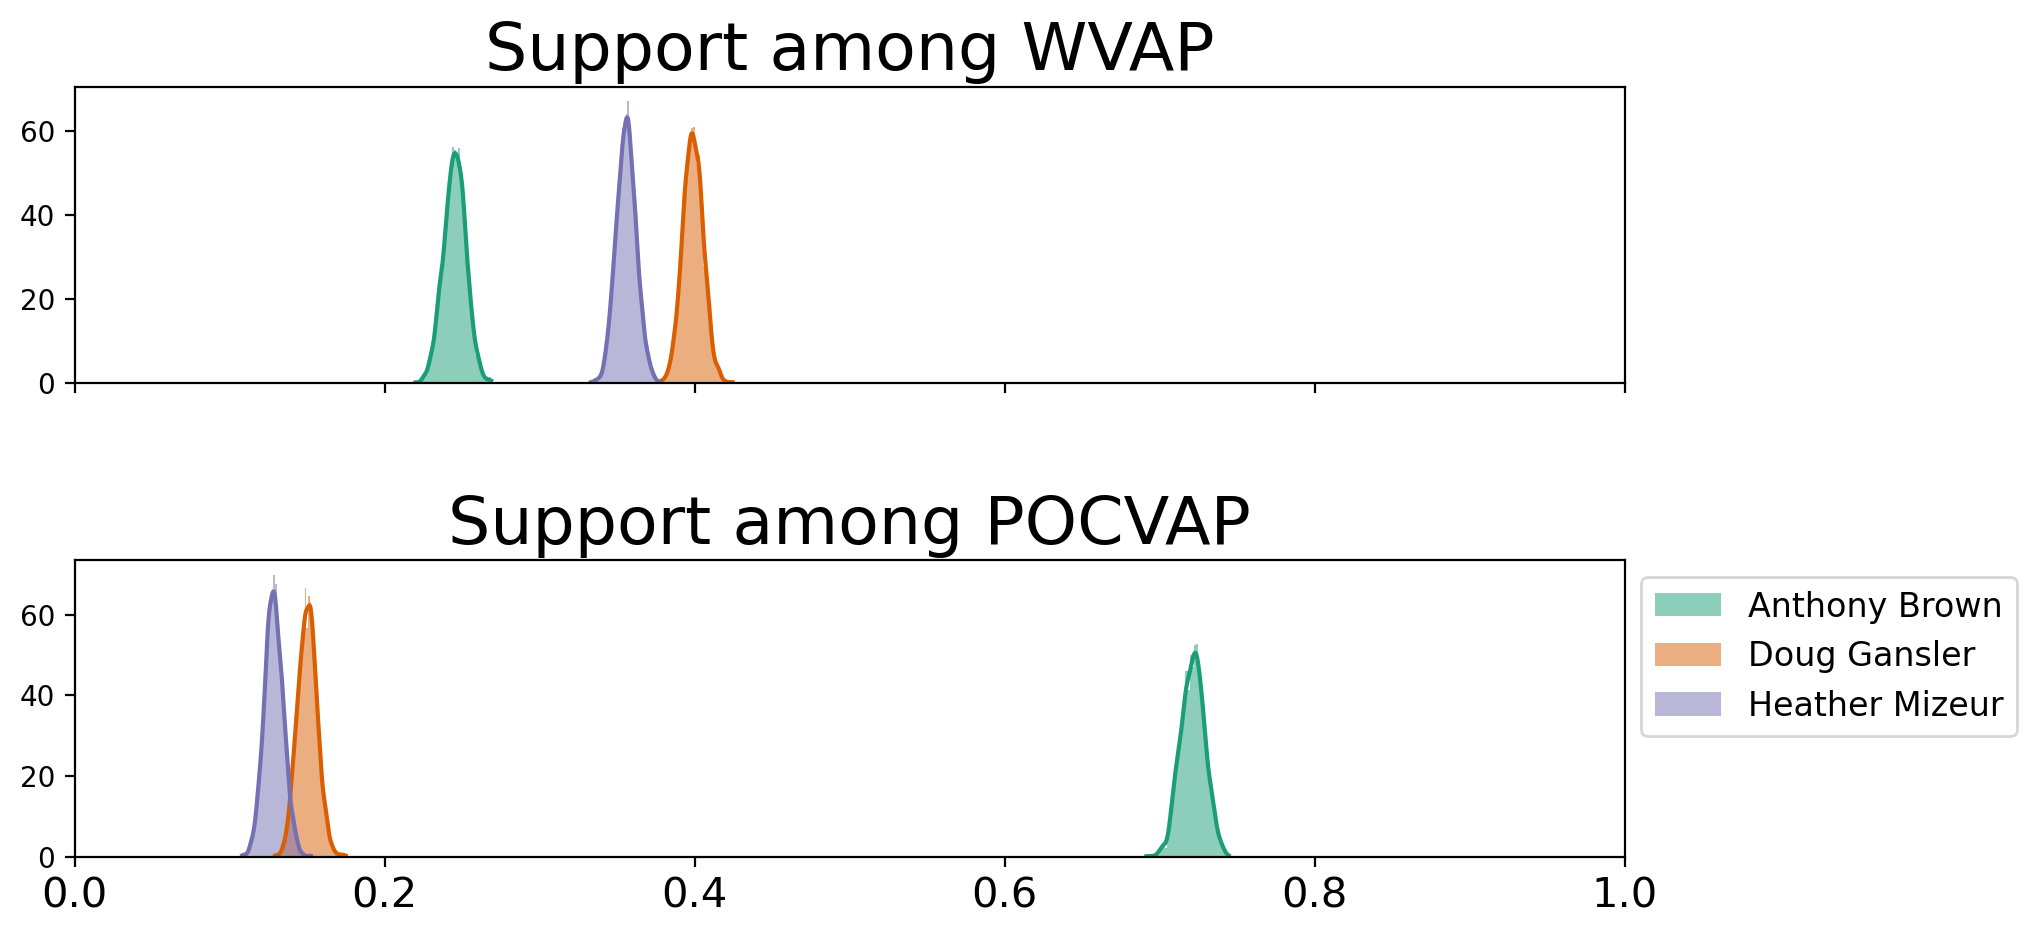 Support among WVAP
60
40
20
0
Support among POCVAP
60
40
20
0
0.0 0.2 0.4 0.6 0.8 1.0
Anthony Brown
Doug Gansler
Heather Mizeur